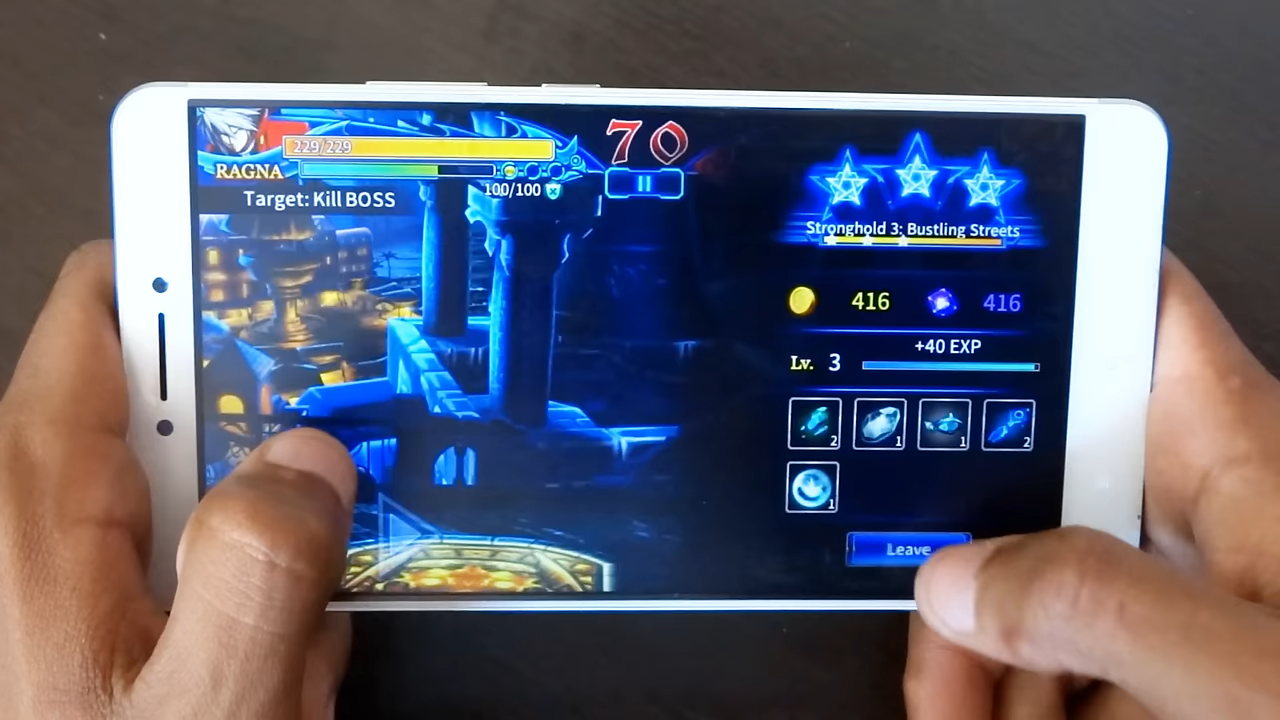 229/229
70
RAGNA
100/100
Target: Kill BOSS
Stronghold 3: Bustling Streets
416
416
+40 EXP
Lv. 3
2
1
1
2
1
Leave